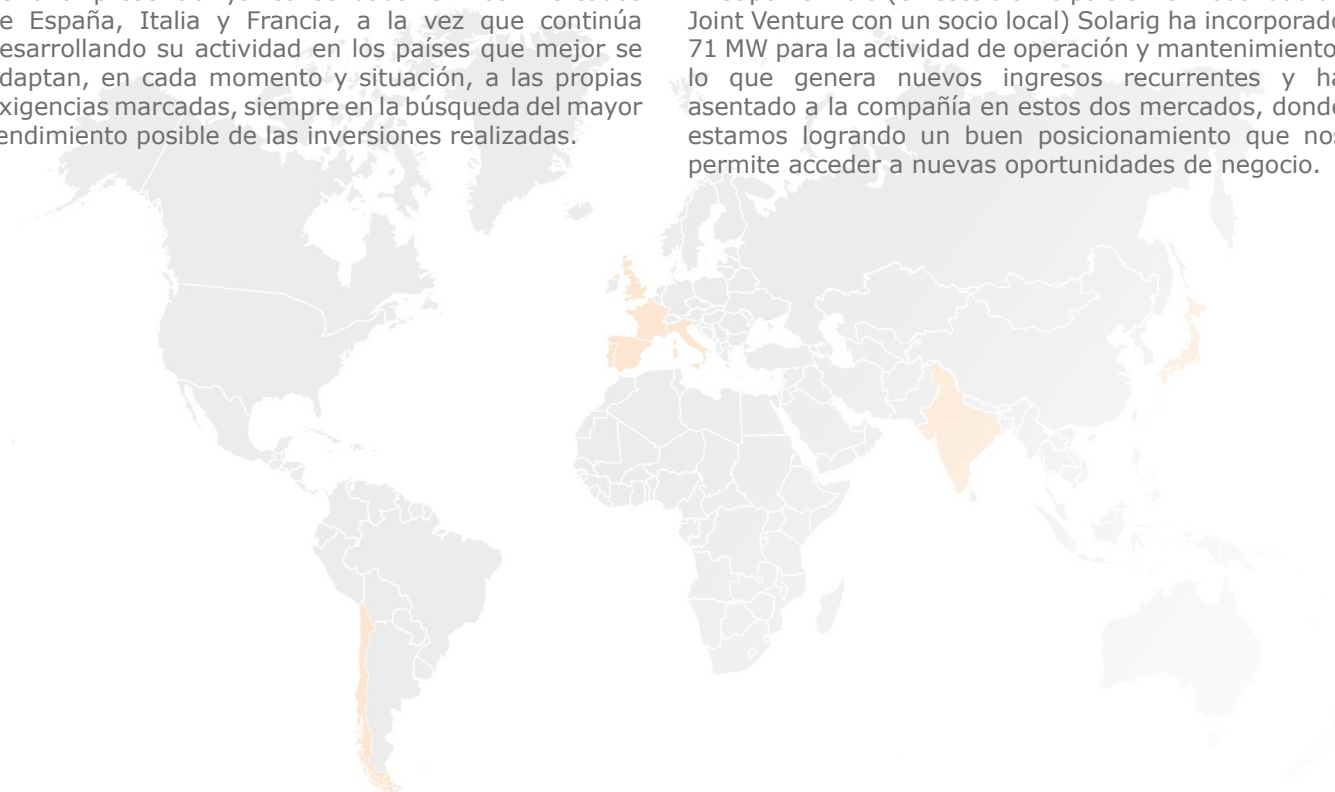 de España, Italia y Francia, a la vez que continúa
desarrollando su actividad en los países que mejor se
adaptan, en cada momento y situación, a las propias
exigencias marcadas, siempre en la búsqueda del mayor
rendimiento posible de las inversiones realizadas.
Joint Venture con un socio local) Solarig ha incorporado
71 MW para la actividad de operación y mantenimiento
lo que genera nuevos ingresos recurrentes y ha
asentado a la compañía en estos dos mercados, donde
estamos logrando un buen posicionamiento que nos
permite acceder a nuevas oportunidades de negocio.